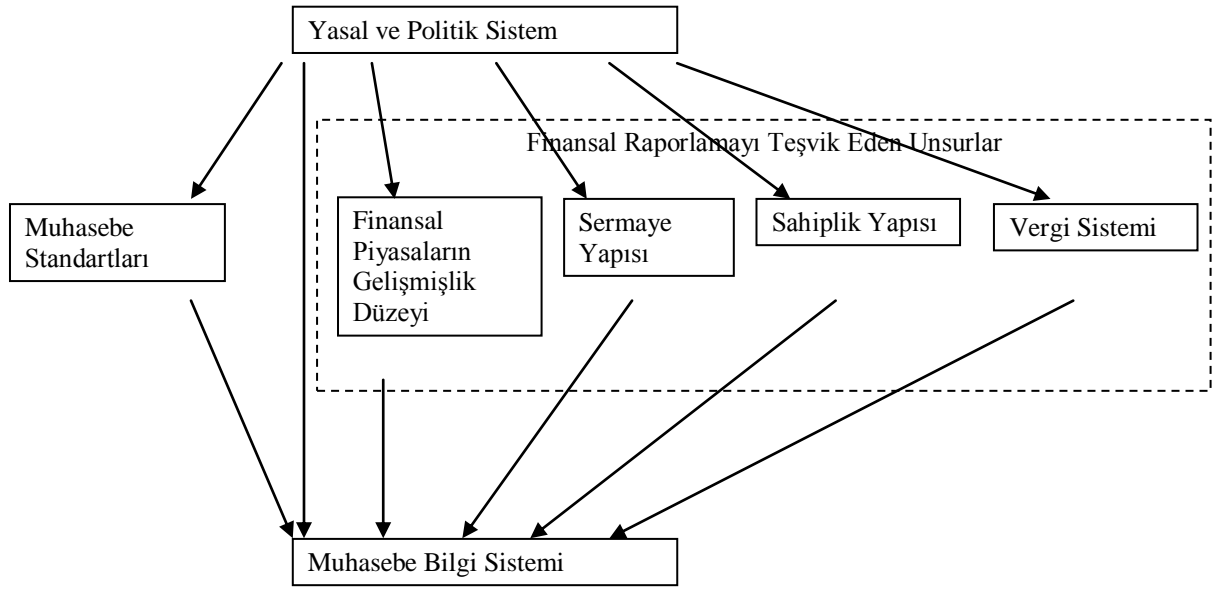 Yasal ve Politik Sistem
Finansal Raporlamayı Teşvik Eden Unsurlar
Muhasebe
Standartları
Finansal
Piyasaların
Gelişmişlik
Düzeyi
Sermaye
Yapısı
Sahiplik Yapısı
Vergi Sistemi
Muhasebe Bilgi Sistemi